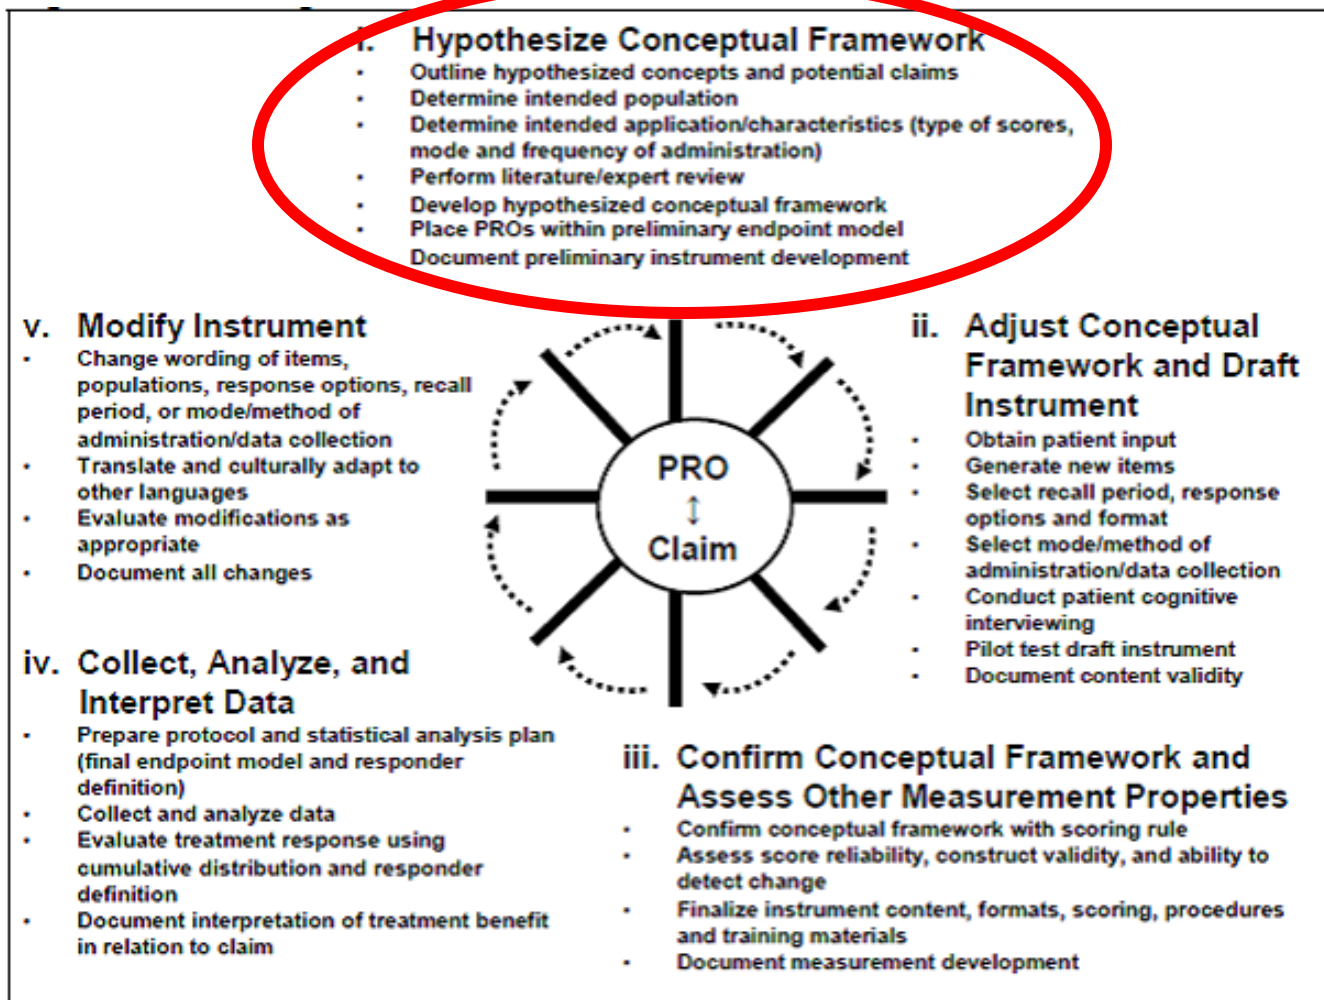 i. Hypothesize Conceptual Framework
· Outline hypothesized concepts and potential claims
· Determine intended population
· Determine intended application/characteristics (type of scores,
mode and frequency of administration)
· Perform literature/expert review
· Develop hypothesized conceptual framework
· Place PROs within preliminary endpoint model
Document preliminary instrument development
ii. Adjust Conceptual
Framework and Draft
Instrument
· Obtain patient input
· Generate new items
· Select recall period, response
options and format
· Select mode/method of
administration/data collection
· Conduct patient cognitive
interviewing
· Pilot test draft instrument
· Document content validity
iii. Confirm Conceptual Framework and
Assess Other Measurement Properties
· Confirm conceptual framework with scoring rule
· Assess score reliability, construct validity, and ability to
detect change
· Finalize instrument content, formats, scoring, procedures
and training materials
· Document measurement development
iv. Collect, Analyze, and
Interpret Data
· Prepare protocol and statistical analysis plan
(final endpoint model and responder
definition)
· Collect and analyze data
· Evaluate treatment response using
cumulative distribution and responder
definition
· Document interpretation of treatment benefit
in relation to claim
v. Modify Instrument
· Change wording of items,
populations, response options, recall
period, or mode/method of
administration/data collection
· Translate and culturally adapt to
other languages
· Evaluate modifications as
appropriate
· Document all changes
PRO
↕
Claim